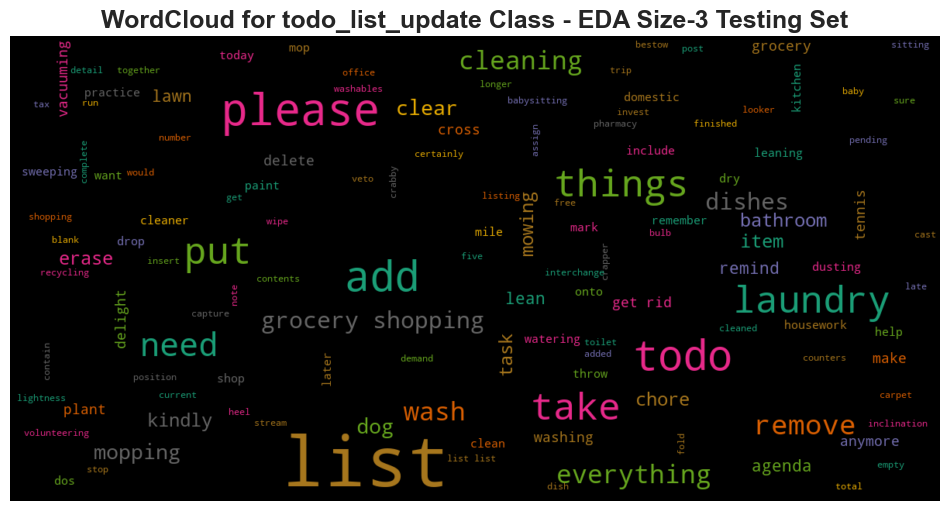 WordCloud for todo_list_update Class - EDA Size-3 Testing Set
mop bestow post grocery sitting
vacuuming today cleaning
detail together office trip kitchen
washables longer baby
practice lawn please clear babysitting domestic sure
tax run invest looker
number cross assign pharmacy finished pending
complete certainly include leaning
sweeping want would delete crabby things
paint veto listing free dry dishes
get mowing tennis
shopping cleaner wipe mark remember bathroom
blank drop put mile bulb item cast
erase insert five crapper
recycling contents add interchange remind dusting
delight note lean onto get rid laundry late
capture grocery shopping cleaned housework help
need task watering toilet
contain later demand added todo counters make
position shop throw
lightness current take chore carpet
plant kindly heel wash remove inclination
volunteering stream dog clean washing fold anymore
mopping list list list everything agenda empty
stop dos dish total